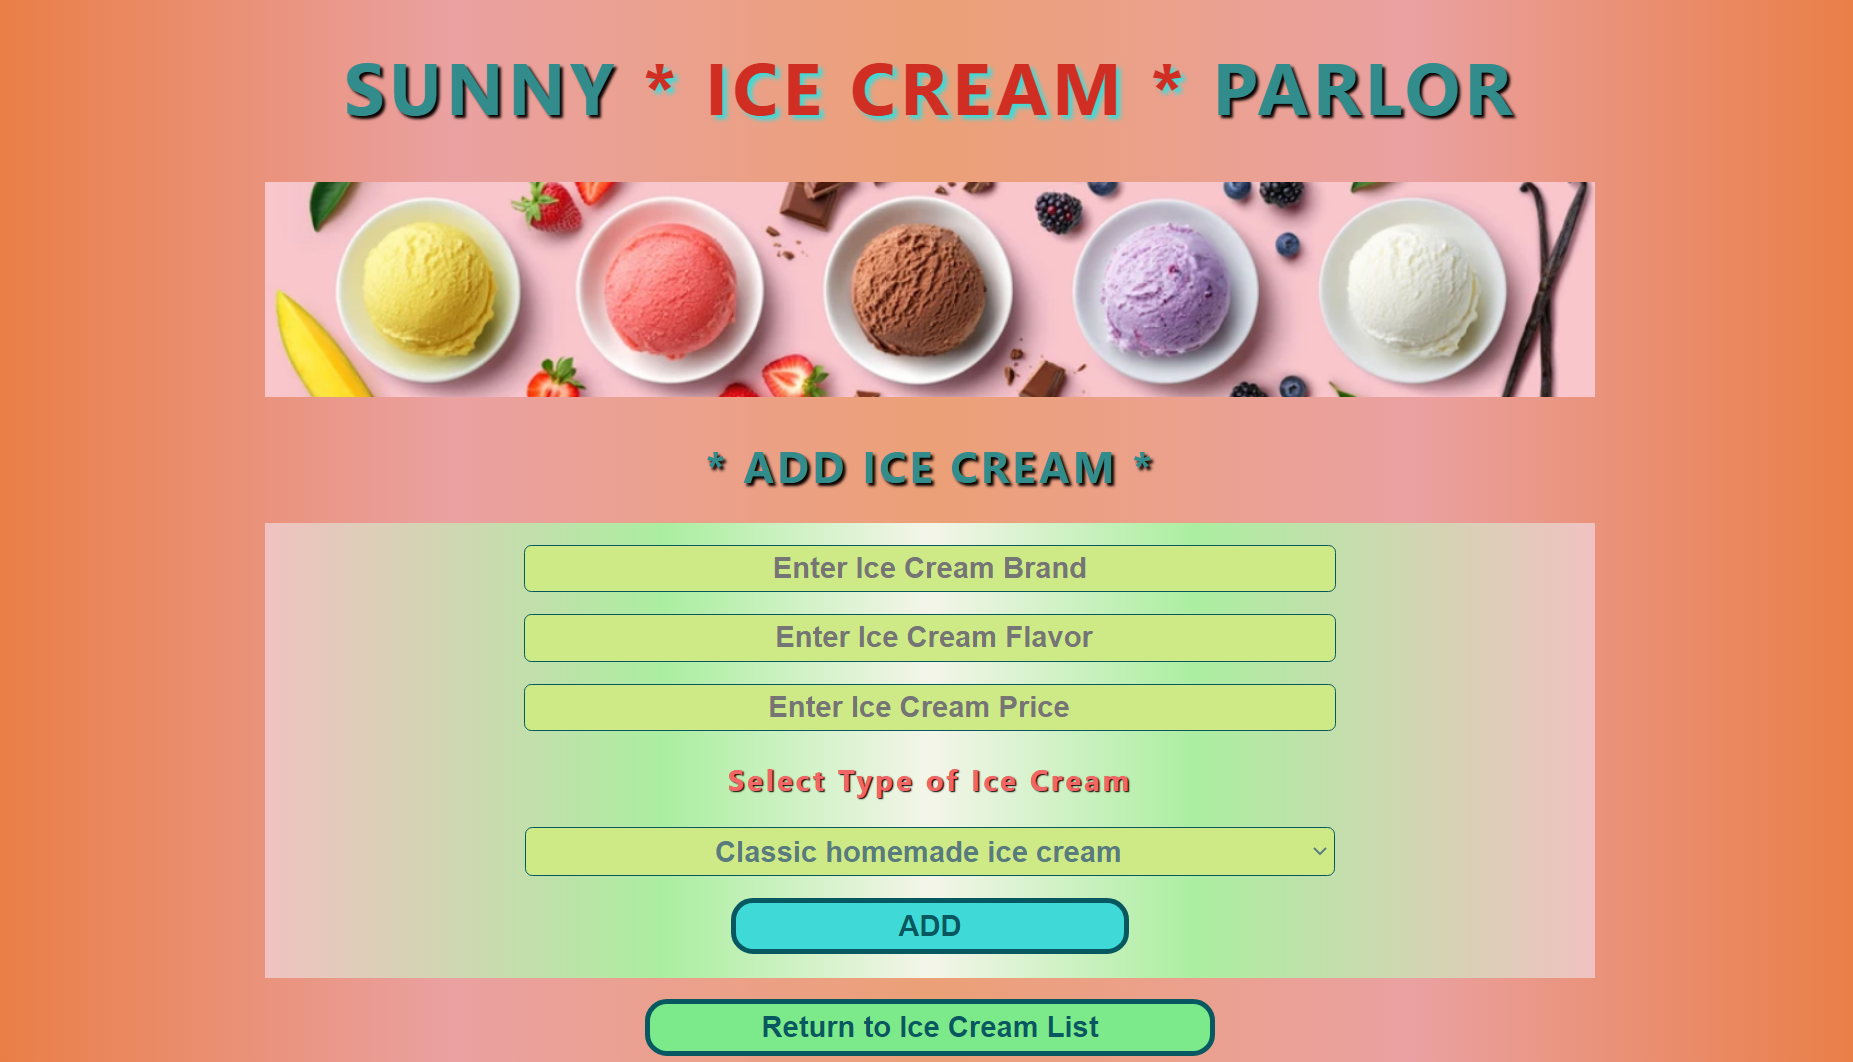 SUNNY * ICE CREAM * PARLOR
* ADD ICE CREAM *
Enter Ice Cream Brand
Enter Ice Cream Flavor
Enter Ice Cream Price
Select Type of Ice Cream
Classic homemade ice cream
ADD
Return to Ice Cream List